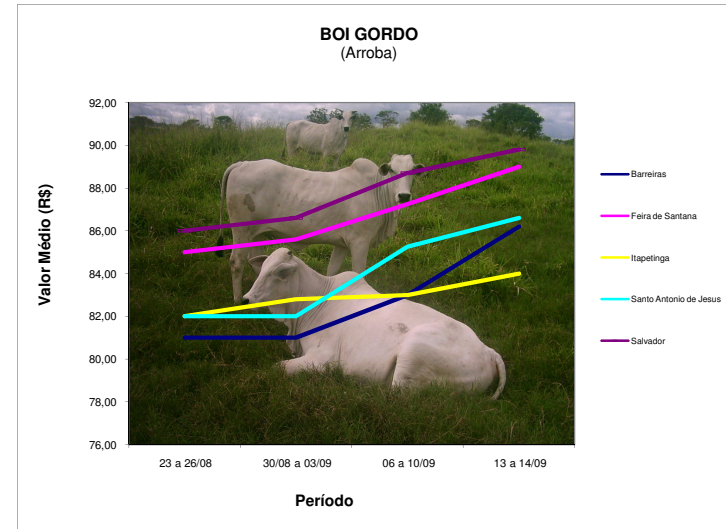 BOI GORDO
(Arroba)
Valor Médio (R$)
92,00
90,00
88,00
86,00
84,00
82,00
80,00
78,00
76,00
23 a 26/08
30/08 a 03/09
06 a 10/09
13 a 14/09
Período
Barreiras
Feira de Santana
Itapetinga
Santo Antonio de Jesus
Salvador